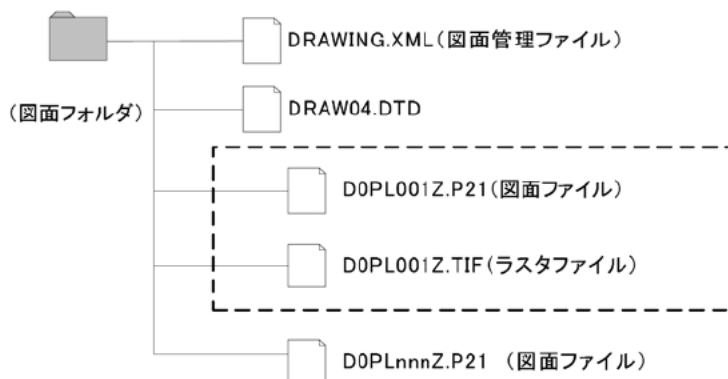 DRAWING.XML(図面管理ファイル)
(図面フォルダ)
DRAW04.DTD
D0PL001Z.P21(図面ファイル)
D0PL001Z.TIF(ラスタファイル)
D0PLnnnZ.P21 (図面ファイル)